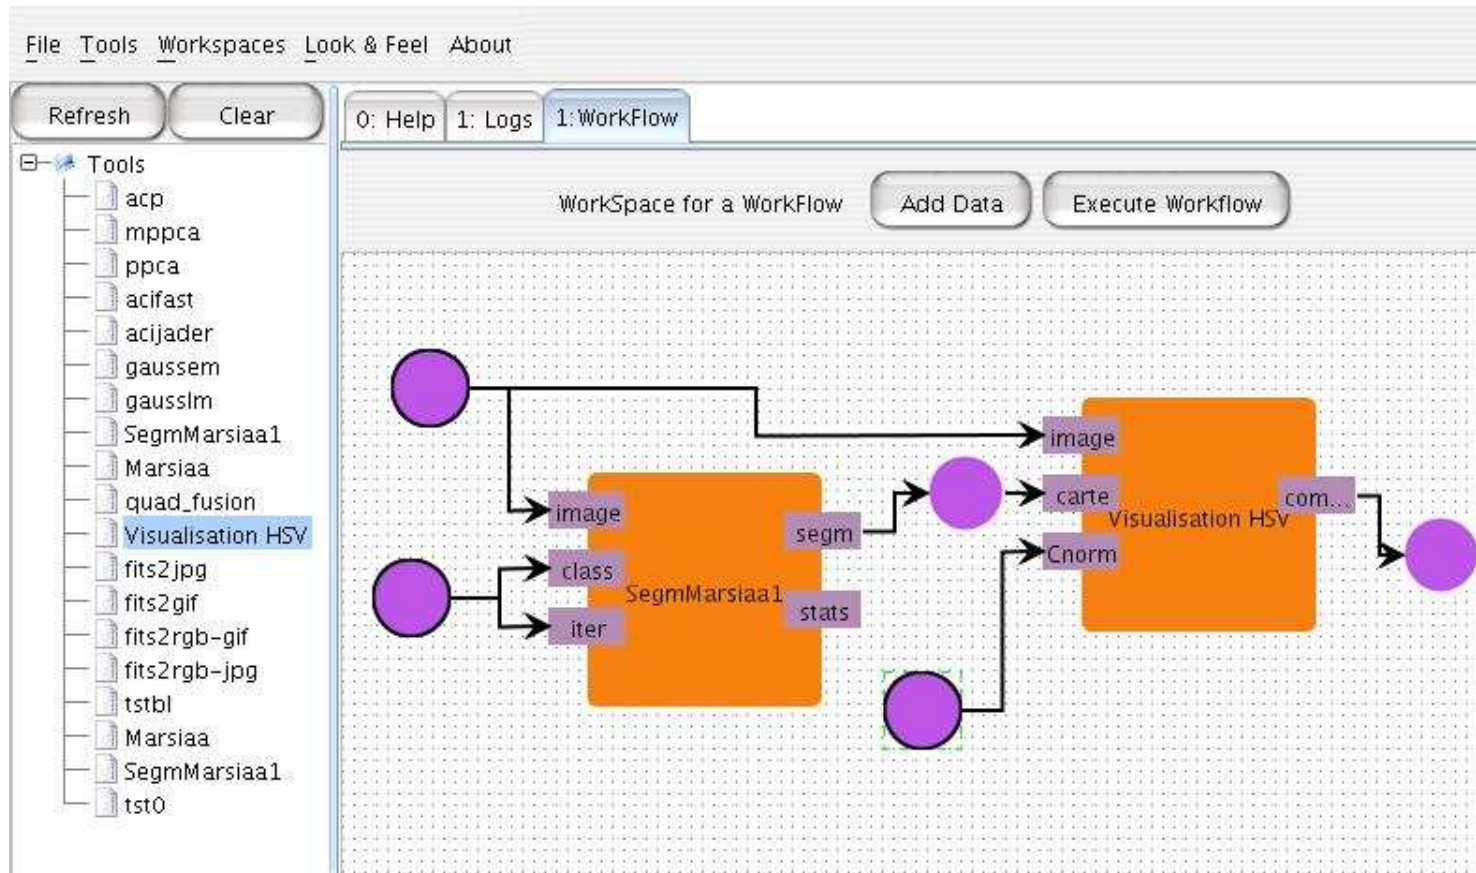 File Tools Workspaces Look & Feel About
Refresh Clear
0: Help 1: Logs 1:WorkFlow
WorkSpace for a WorkFlow Add Data Execute Workflow
Tools
acp
mppca
ppca
acifast
acijader
gaussem
gausslm
SegmMarsiaa1
Marsiaa
quad_fusion
Visualisation HSV
fits2jpg
fits2gif
fits2rgb-gif
fits2rgb-jpg
tstbl
Marsiaa
SegmMarsiaa1
tst0
image
class
iter
SegmMarsiaa1
segm
stats
image
carte
Cnorm
Visualisation HSV
com...